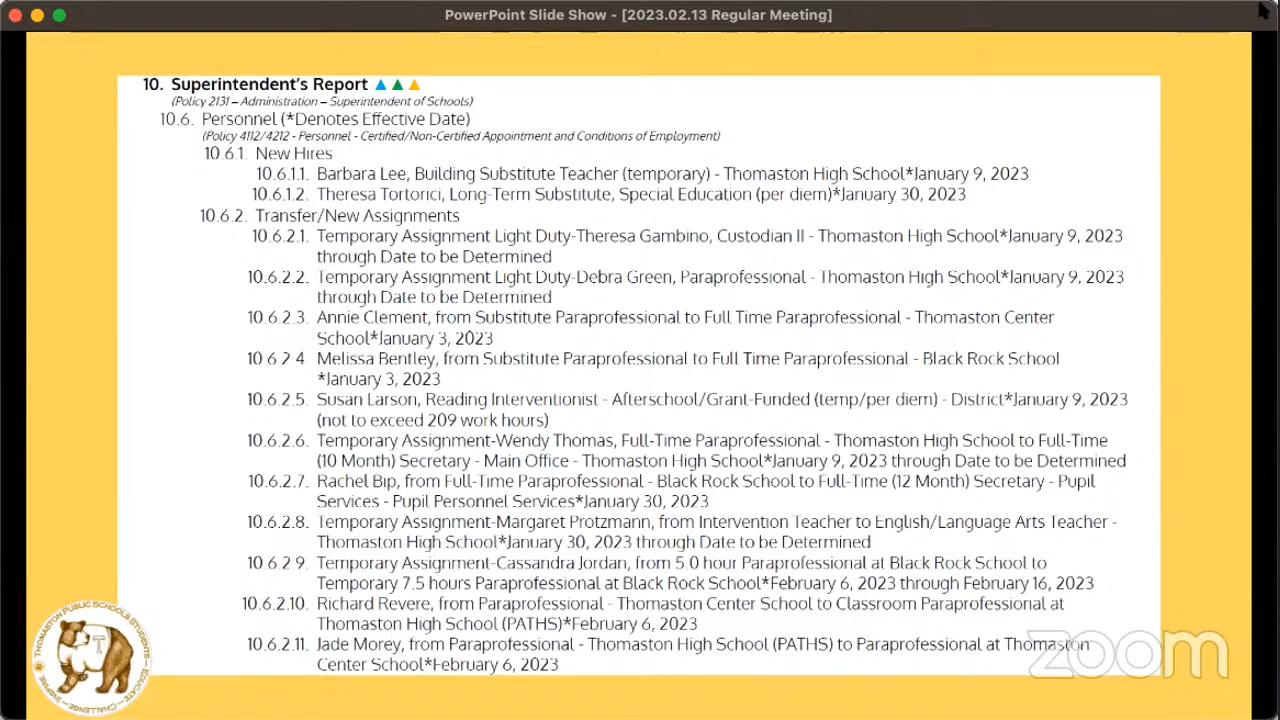 PowerPoint Slide Show - [2023.02.13 Regular Meeting]
10. Superintendent's Report
(Policy 2131 – Administration – Superintendent of Schools)
10.6. Personnel (*Denotes Effective Date)
(Policy 4112/4212 - Personnel - Certified/Non-Certified Appointment and Conditions of Employment)
10.6.1. New Hires
10.6.1.1. Barbara Lee, Building Substitute Teacher (temporary) - Thomaston High School*January 9, 2023
10.6.1.2. Theresa Tortorici, Long-Term Substitute, Special Education (per diem)*January 30, 2023
10.6.2. Transfer/New Assignments
10.6.2.1. Temporary Assignment Light Duty-Theresa Gambino, Custodian II - Thomaston High School*January 9, 2023
through Date to be Determined
10.6.2.2. Temporary Assignment Light Duty-Debra Green, Paraprofessional - Thomaston High School*January 9, 2023
through Date to be Determined
10.6.2.3. Annie Clement, from Substitute Paraprofessional to Full Time Paraprofessional - Thomaston Center
School*January 3, 2023
10.6.2.4 Melissa Bentley, from Substitute Paraprofessional to Full Time Paraprofessional - Black Rock School
*January 3, 2023
10.6.2.5. Susan Larson, Reading Interventionist - Afterschool/Grant-Funded (temp/per diem) - District*January 9, 2023
(not to exceed 209 work hours)
10.6.2.6. Temporary Assignment-Wendy Thomas, Full-Time Paraprofessional - Thomaston High School to Full-Time
(10 Month) Secretary - Main Office - Thomaston High School*January 9, 2023 through Date to be Determined
10.6.2.7. Rachel Bip, from Full-Time Paraprofessional - Black Rock School to Full-Time (12 Month) Secretary - Pupil
Services - Pupil Personnel Services*January 30, 2023
10.6.2.8. Temporary Assignment-Margaret Protzmann, from Intervention Teacher to English/Language Arts Teacher -
Thomaston High School*January 30, 2023 through Date to be Determined
10.6.2.9. Temporary Assignment-Cassandra Jordan, from 5.0 hour Paraprofessional at Black Rock School to
Temporary 7.5 hours Paraprofessional at Black Rock School*February 6, 2023 through February 16, 2023
10.6.2.10. Richard Revere, from Paraprofessional - Thomaston Center School to Classroom Paraprofessional at
Thomaston High School (PATHS)*February 6, 2023
10.6.2.11. Jade Morey, from Paraprofessional - Thomaston High School (PATHS) to Paraprofessional at Thomaston
Center School*February 6, 2023
THOMASTON PUBLIC SCHOOLS STUDENTS
INSPIRE - CHALLENGE - EDUCATE
T
zoom